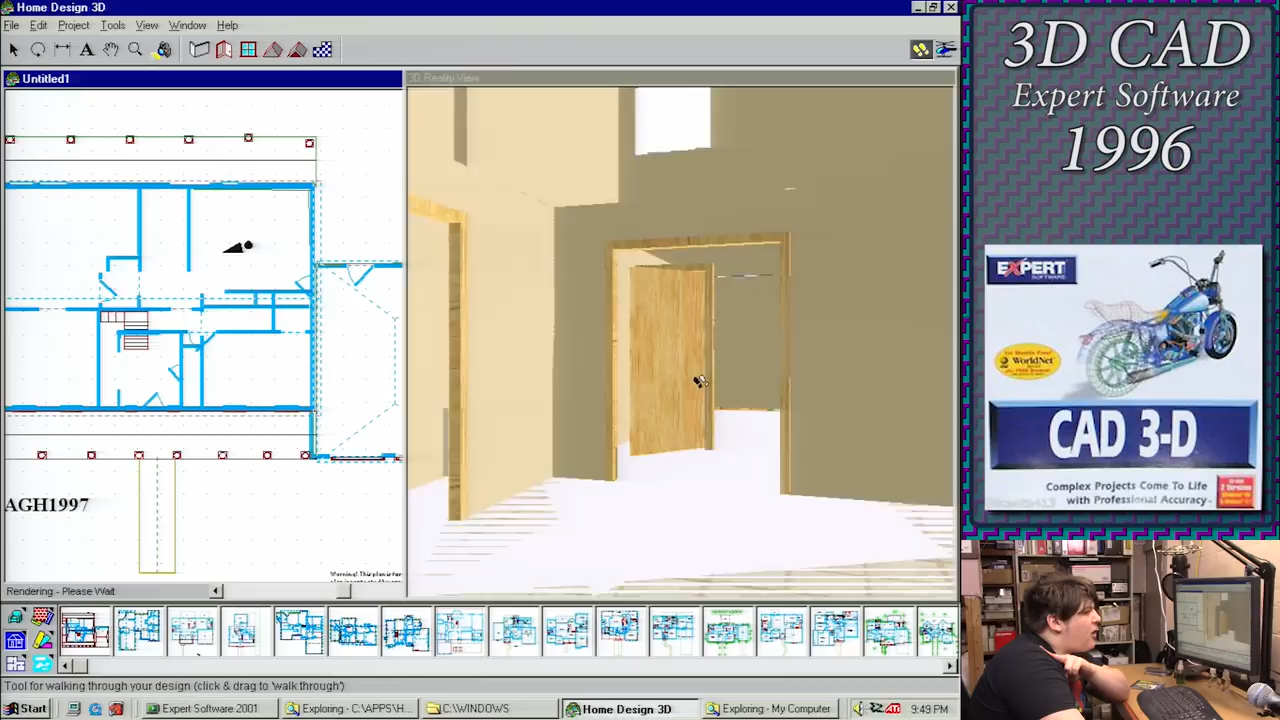 Home Design 3D
File Edit Project Tools View Window Help
A
Untitled1
3D Reality View
AGH1997
Rendering - Please Wait
Tool for walking through your design (click & drag to 'walk through')
Start
Expert Software 2001
Exploring - C:\APPS\H...
C:\WINDOWS
Home Design 3D
Exploring - My Computer
9:49 PM
3D CAD
Expert Software
1996
EXPERT
SOFTWARE
WorldNet
CAD 3-D
Complex Projects Come To Life
with Professional Accuracy